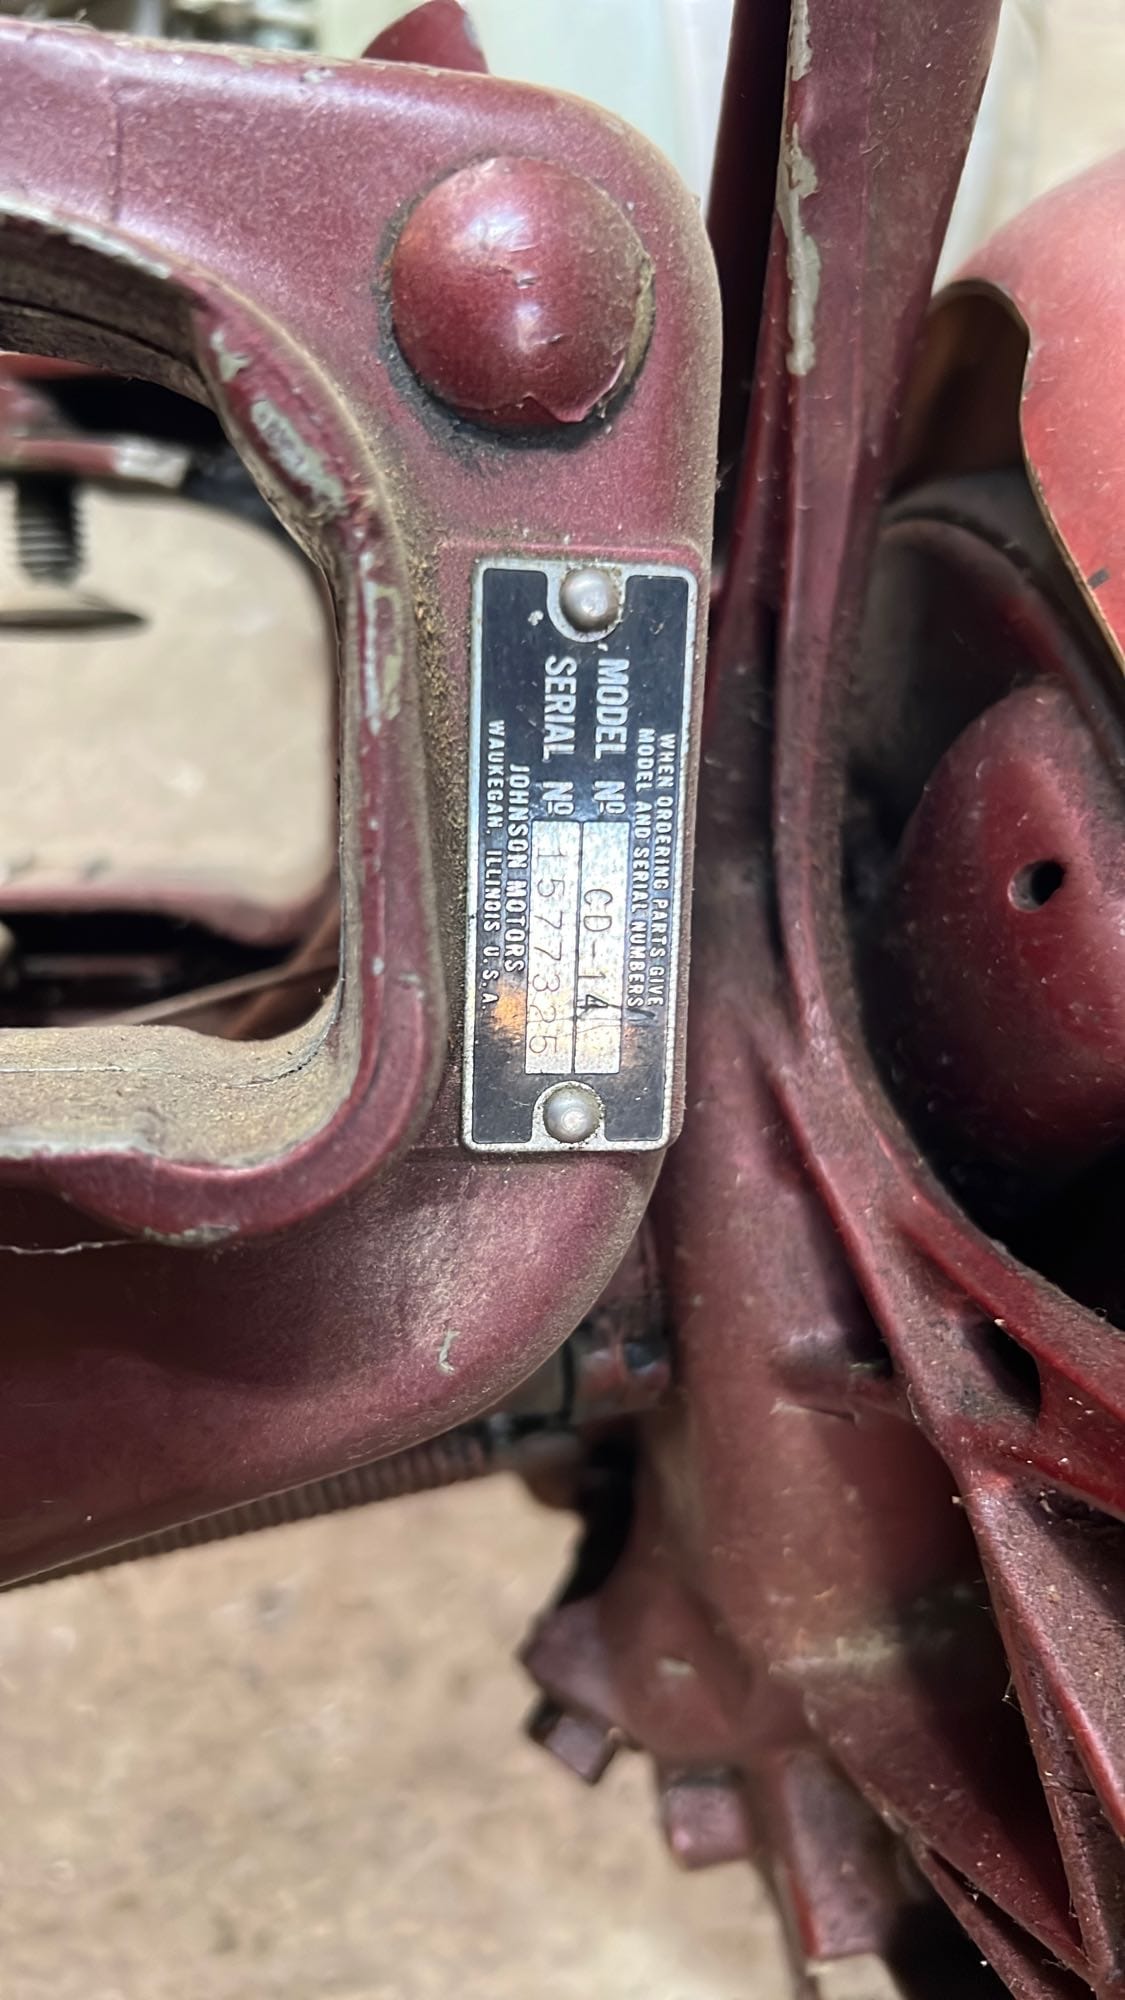 WHEN ORDERING PARTS GIVE
MODEL AND SERIAL NUMBERS
MODEL Nº CD-14
SERIAL Nº 1577325
JOHNSON MOTORS
WAUKEGAN, ILLINOIS U.S.A.